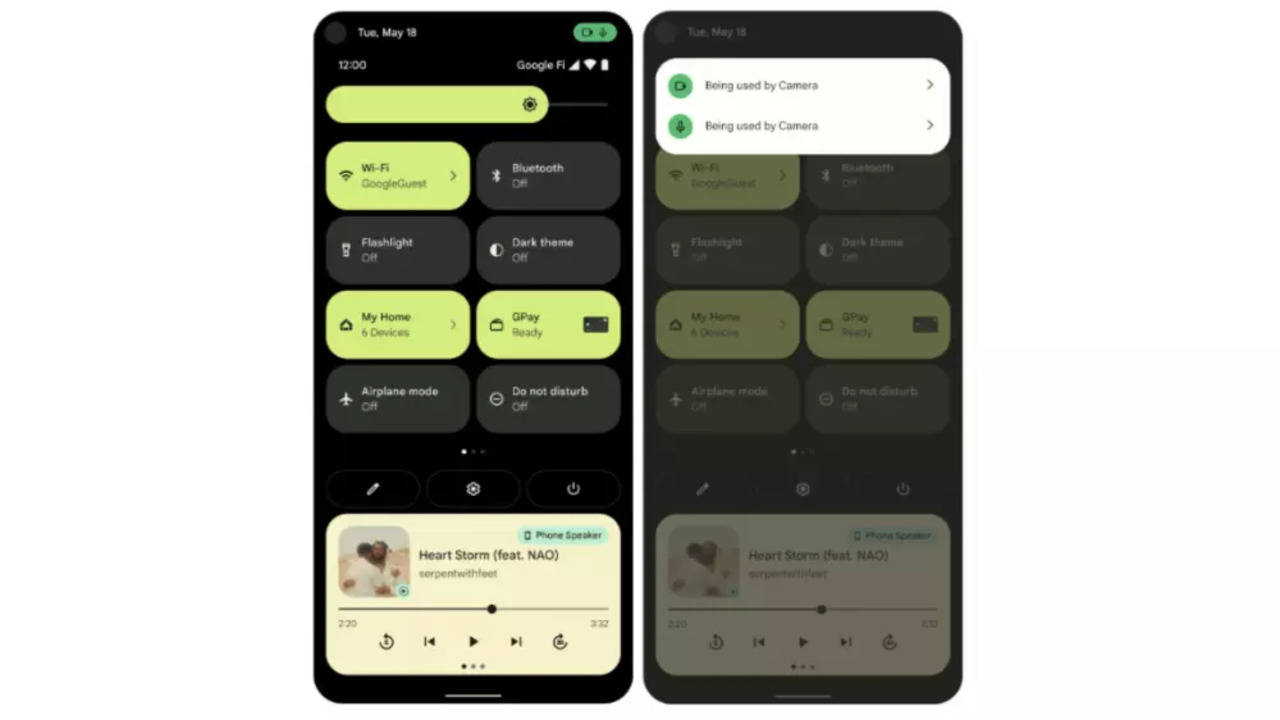 Tue, May 18
12:00
Google Fi
Wi-Fi
GoogleGuest
Bluetooth
Off
Flashlight
Off
Dark theme
Off
My Home
6 Devices
GPay
Ready
Airplane mode
Off
Do not disturb
Off
Phone Speaker
Heart Storm (feat. NAO)
serpentwithfeet
2:20
3:32
Tue, May 18
Being used by Camera
Being used by Camera
Wi-Fi
GoogleGuest
Bluetooth
Off
Flashlight
Off
Dark theme
Off
My Home
6 Devices
GPay
Ready
Airplane mode
Off
Do not disturb
Off
Phone Speaker
Heart Storm (feat. NAO)
serpentwithfeet
2:20
3:32